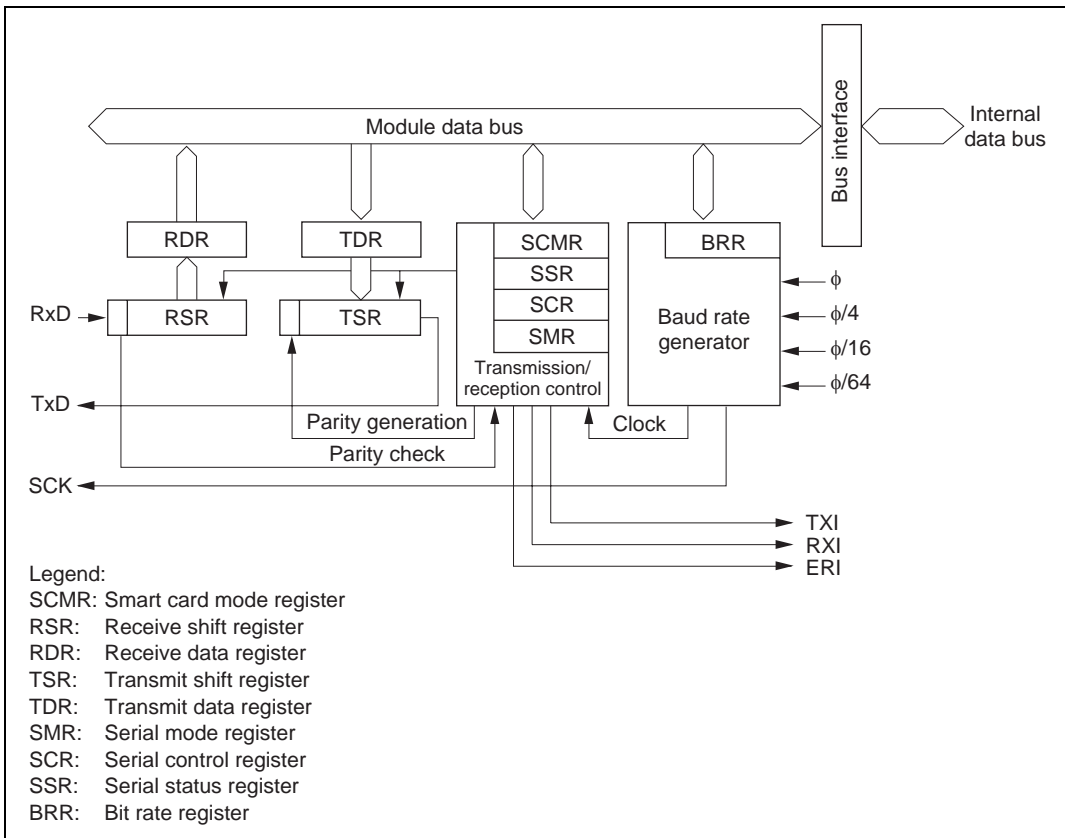 Module data bus
Bus interface
Internal
data bus
RDR
TDR
SCMR
SSR
SCR
SMR
Transmission/
reception control
BRR
Baud rate
generator
ϕ
ϕ/4
ϕ/16
ϕ/64
RxD
RSR
TSR
TxD
Parity generation
Parity check
Clock
SCK
TXI
RXI
ERI
Legend:
SCMR: Smart card mode register
RSR: Receive shift register
RDR: Receive data register
TSR: Transmit shift register
TDR: Transmit data register
SMR: Serial mode register
SCR: Serial control register
SSR: Serial status register
BRR: Bit rate register